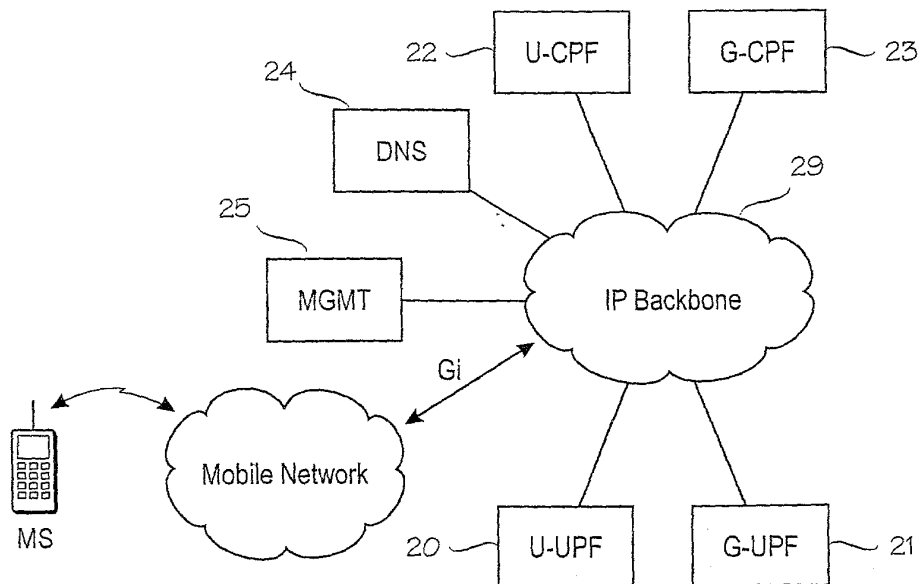 22
U-CPF
G-CPF
23
24
DNS
29
25
MGMT
IP Backbone
Gi
Mobile Network
MS
20
U-UPF
G-UPF
21